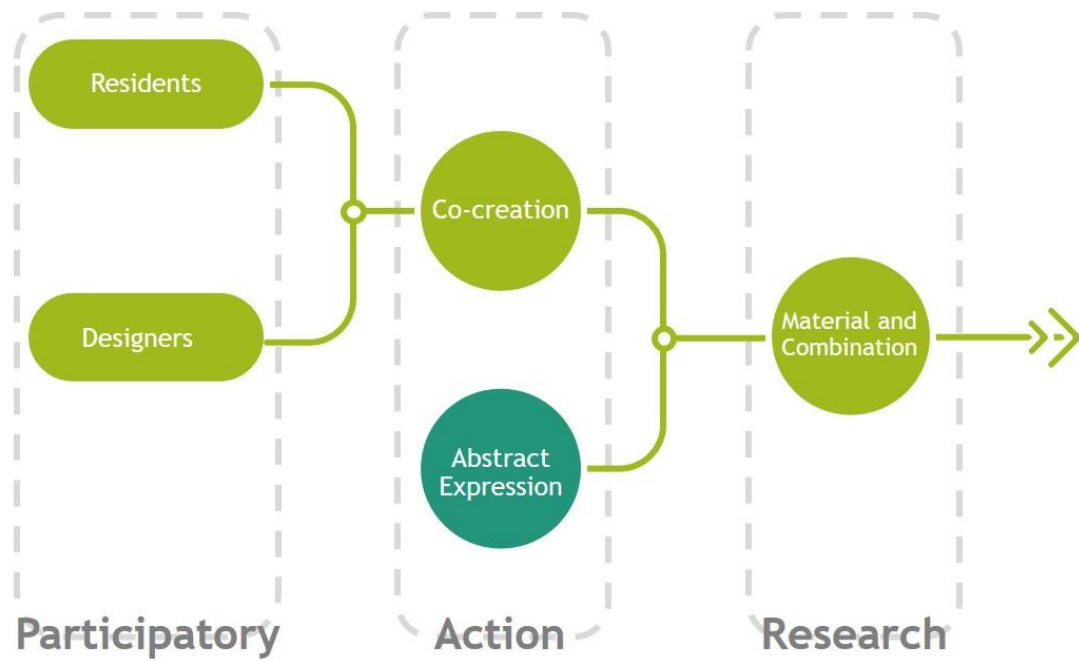 Residents
Designers
Co-creation
Abstract
Expression
Material and
Combination
Participatory
Action
Research